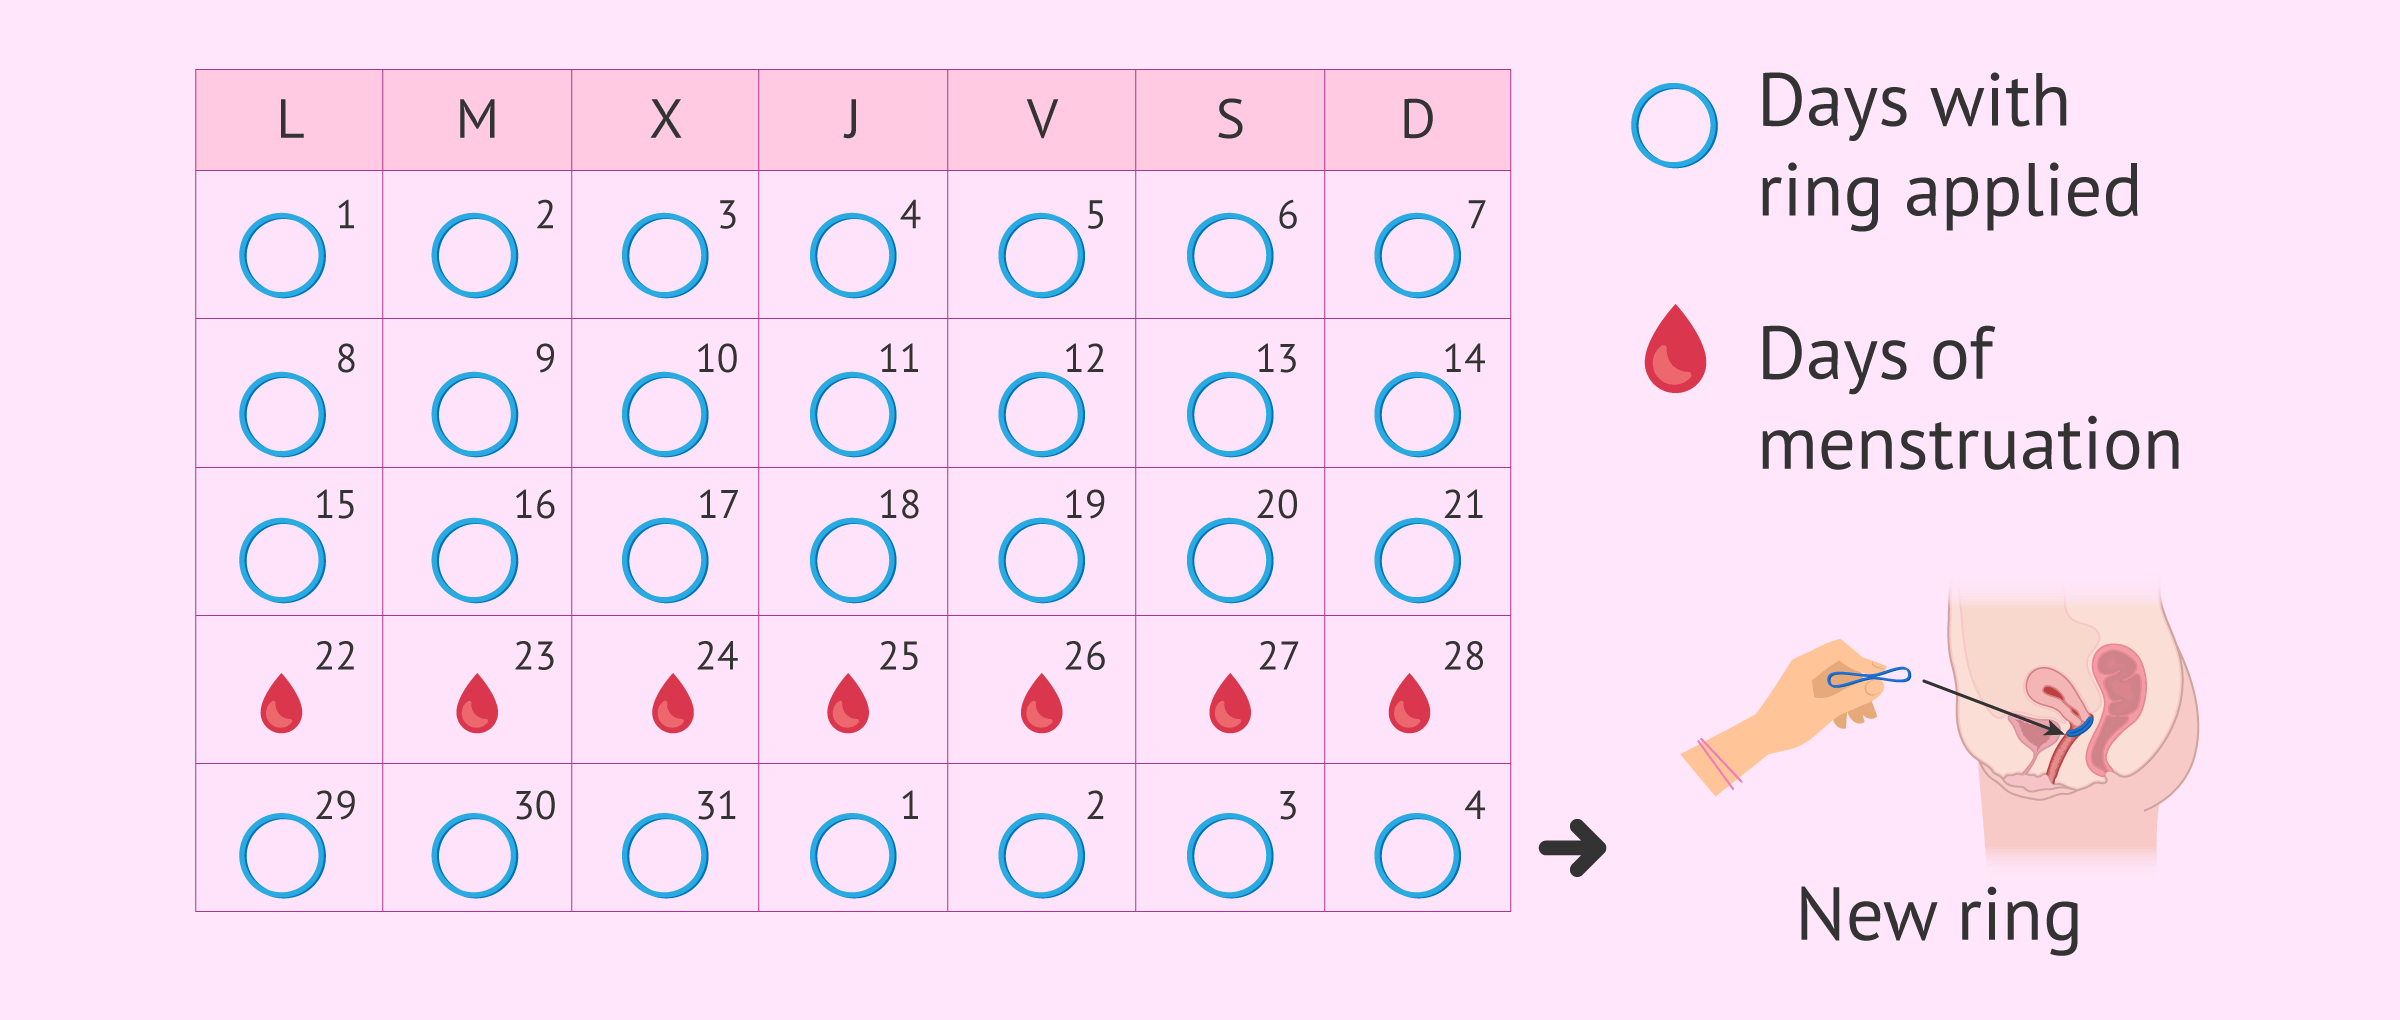 L M X J V S D
1 2 3 4 5 6 7
8 9 10 11 12 13 14
15 16 17 18 19 20 21
22 23 24 25 26 27 28
29 30 31 1 2 3 4
Days with
ring applied
Days of
menstruation
New ring